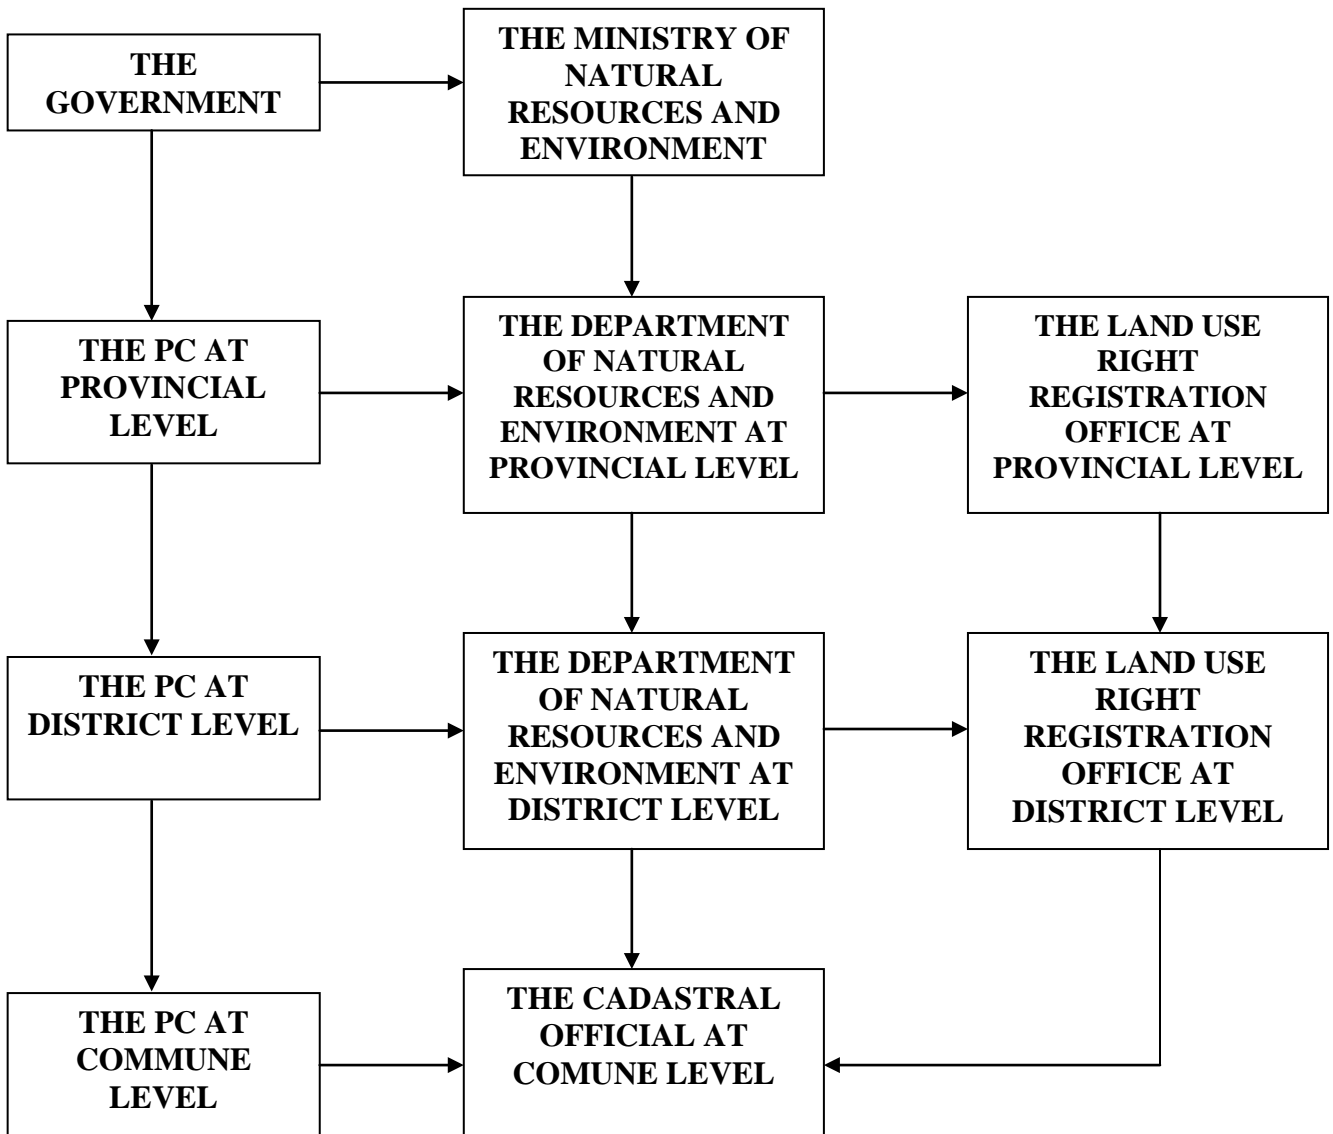 THE
GOVERNMENT
THE MINISTRY OF
NATURAL
RESOURCES AND
ENVIRONMENT
THE PC AT
PROVINCIAL
LEVEL
THE DEPARTMENT
OF NATURAL
RESOURCES AND
ENVIRONMENT AT
PROVINCIAL LEVEL
THE LAND USE
RIGHT
REGISTRATION
OFFICE AT
PROVINCIAL LEVEL
THE PC AT
DISTRICT LEVEL
THE DEPARTMENT
OF NATURAL
RESOURCES AND
ENVIRONMENT AT
DISTRICT LEVEL
THE LAND USE
RIGHT
REGISTRATION
OFFICE AT
DISTRICT LEVEL
THE PC AT
COMMUNE
LEVEL
THE CADASTRAL
OFFICIAL AT
COMUNE LEVEL